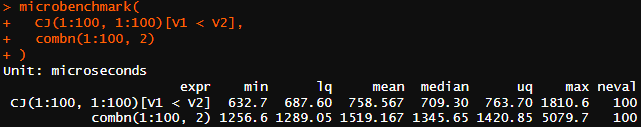 > microbenchmark(
+   CJ(1:100, 1:100)[V1 < V2],
+   combn(1:100, 2)
+ )
Unit: microseconds
                      expr    min      lq     mean  median      uq    max neval
 CJ(1:100, 1:100)[V1 < V2]  632.7  687.60  758.567  709.30  763.70 1810.6   100
           combn(1:100, 2) 1256.6 1289.05 1519.167 1345.65 1420.85 5079.7   100